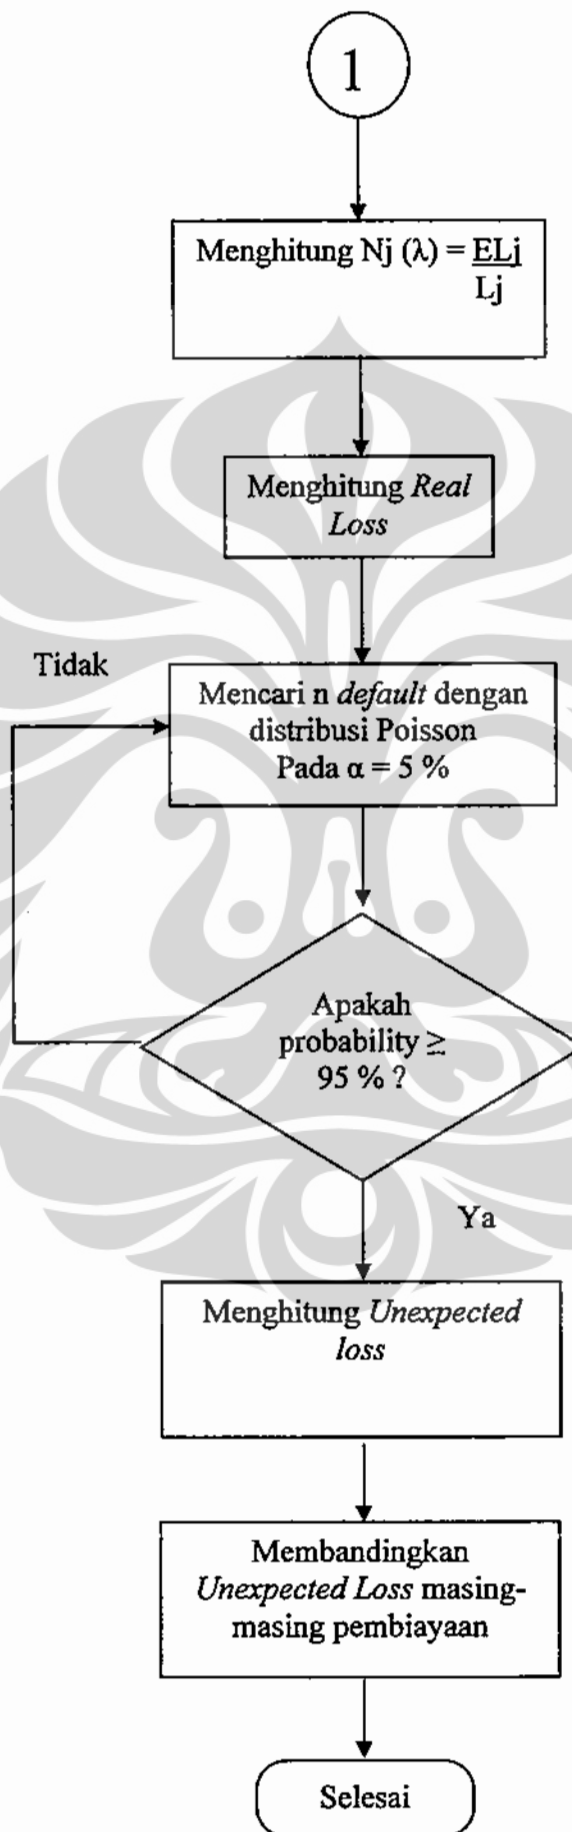 1
Menghitung Nj (λ) = ELj
Lj
Menghitung Real
Loss
Tidak
Mencari n default dengan
distribusi Poisson
Pada α = 5 %
Apakah
probability ≥
95 % ?
Ya
Menghitung Unexpected
loss
Membandingkan
Unexpected Loss masing-
masing pembiayaan
Selesai